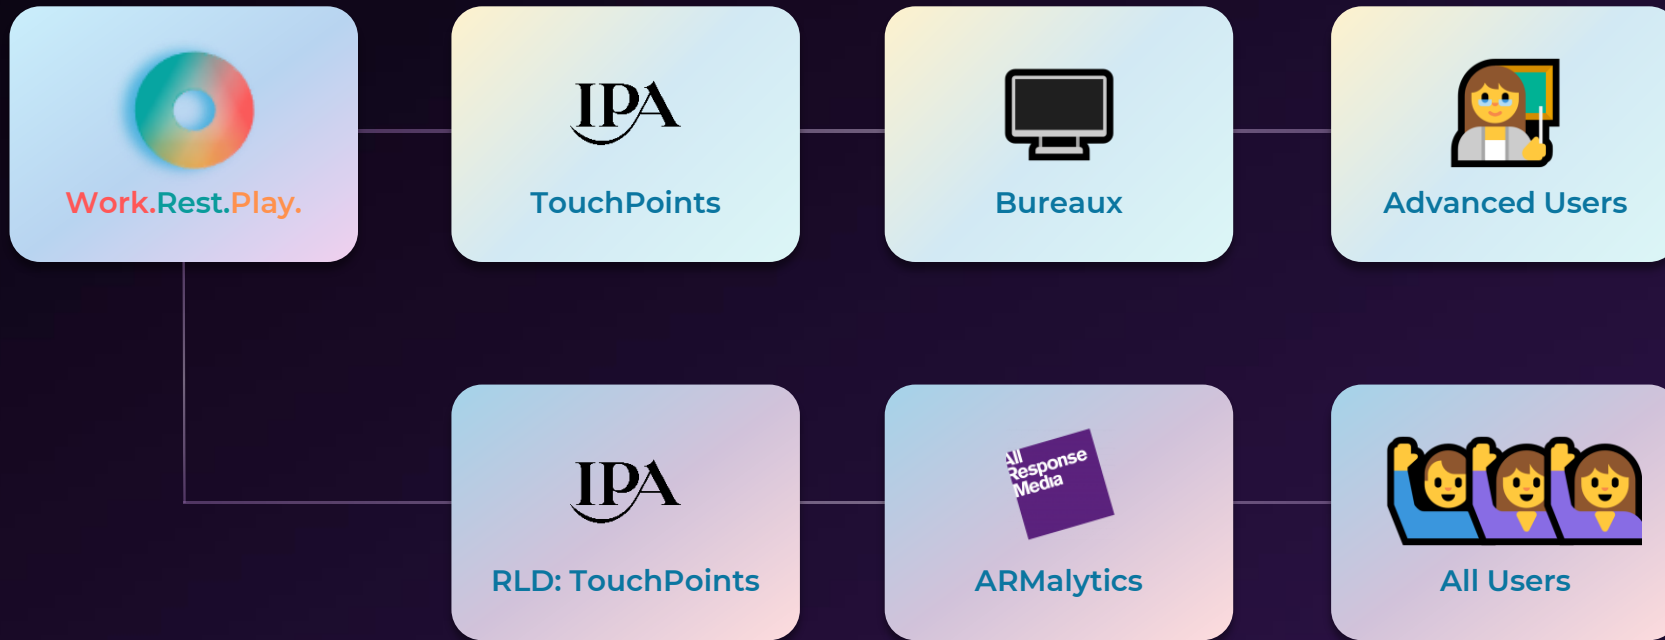 IPA
Work.Rest.Play.
TouchPoints
Bureaux
Advanced Users
IPA
All
Response
Media
RLD: TouchPoints
ARMalytics
All Users